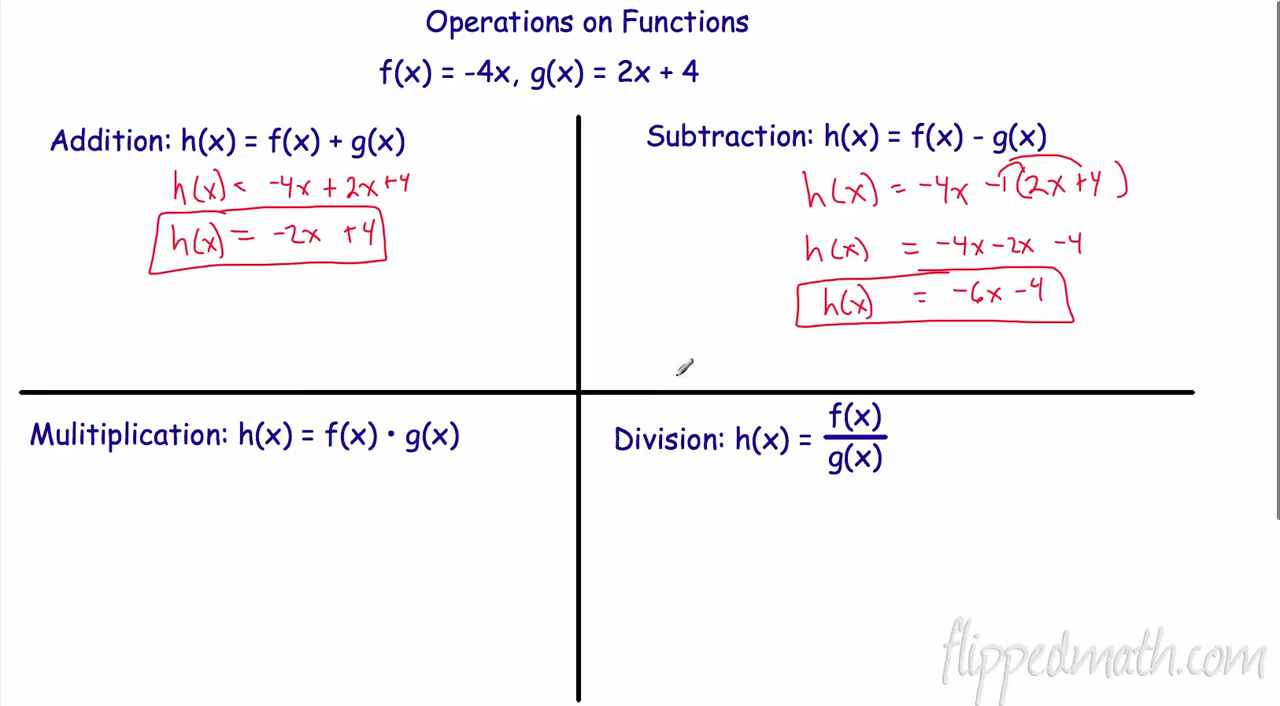 Operations on Functions
f(x) = -4x, g(x) = 2x + 4
Addition: h(x) = f(x) + g(x)
h(x) = -4x + 2x + 4
h(x) = -2x + 4
Subtraction: h(x) = f(x) - g(x)
h(x) = -4x -1(2x + 4)
h(x) = -4x - 2x - 4
h(x) = -6x - 4
Mulitiplication: h(x) = f(x) • g(x)
Division: h(x) = f(x)
g(x)
flippedmath.com